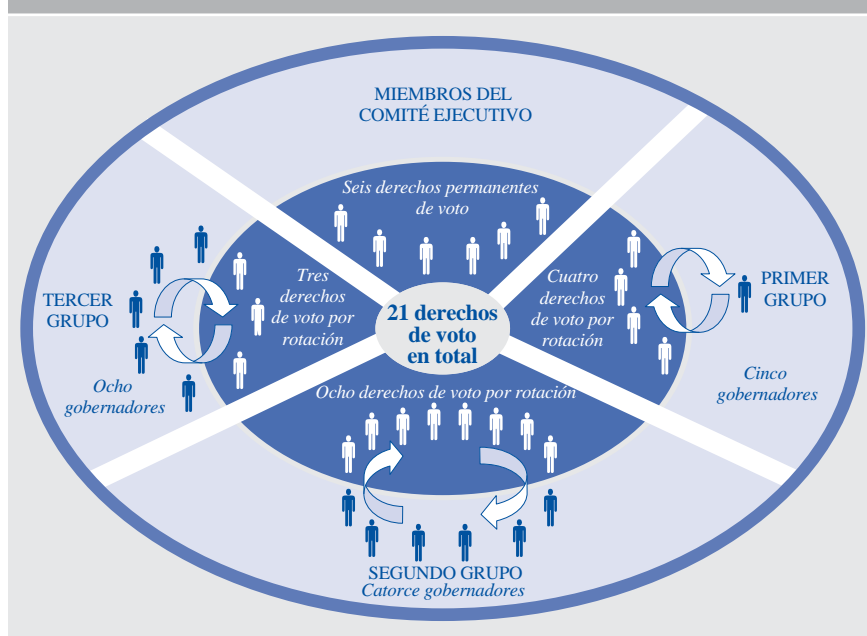 MIEMBROS DEL
COMITÉ EJECUTIVO
Seis derechos permanentes
de voto
TERCER
GRUPO
Ocho
gobernadores
Tres
derechos
de voto por
rotación
21 derechos
de voto
en total
Cuatro
derechos
de voto por
rotación
PRIMER
GRUPO
Cinco
gobernadores
Ocho derechos de voto por rotación
SEGUNDO GRUPO
Catorce gobernadores